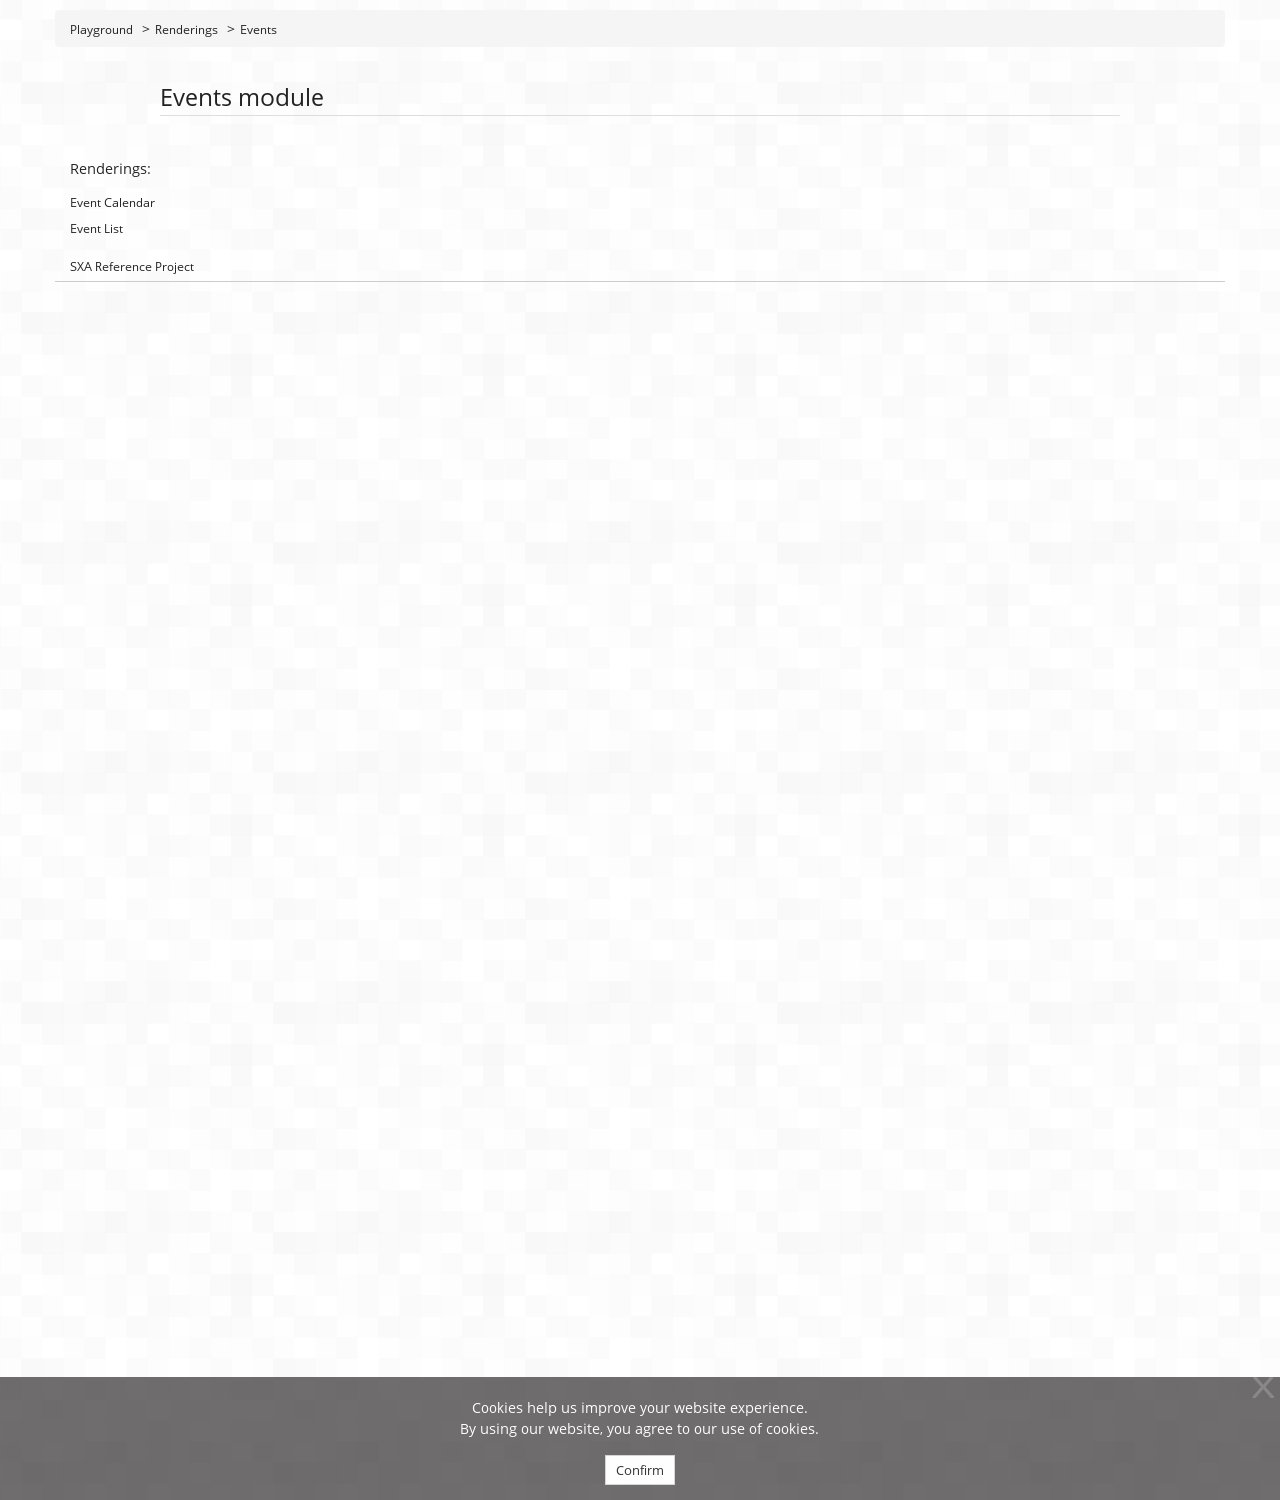 Playground > Renderings > Events
Events module
Renderings:
Event Calendar
Event List
SXA Reference Project
Cookies help us improve your website experience.
By using our website, you agree to our use of cookies.
Confirm